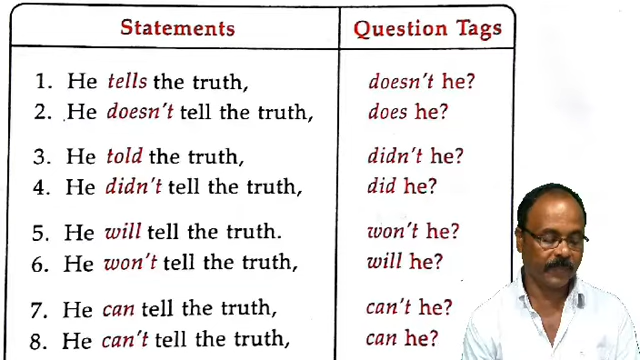 Statements Question Tags
1. He tells the truth, doesn't he?
2. He doesn't tell the truth, does he?
3. He told the truth, didn't he?
4. He didn't tell the truth, did he?
5. He will tell the truth. won't he?
6. He won't tell the truth, will he?
7. He can tell the truth, can't he?
8. He can't tell the truth, can he?